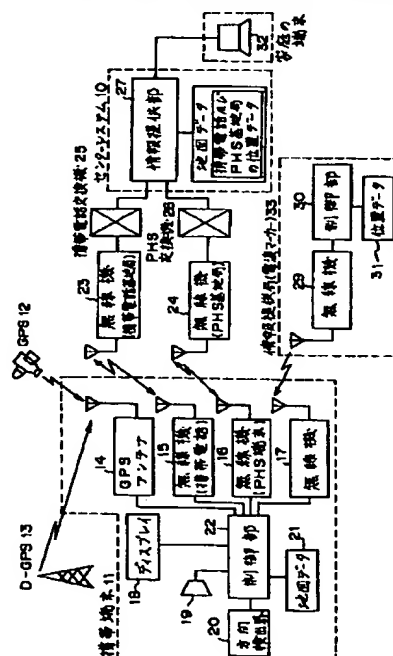 携帯端末 11
D-GPS 13
GPS 12
ディスプレイ
18
19
方向
検出部
20
制御部
22
地図データ
21
14
GPS
アンテナ
15
無線機
(携帯電話)
16
無線機
(PHS端末)
17
無線機
23
無線機
(携帯電話基地局)
24
無線機
(PHS基地局)
携帯電話交換機 25
PHS
交換機 26
センターシステム 10
27
情報提供部
地図データ
携帯電話及び
PHS基地局
の位置データ
32
家庭の端末
情報提供局(電波マーカー) 33
29
無線機
30
制御部
31
位置データ